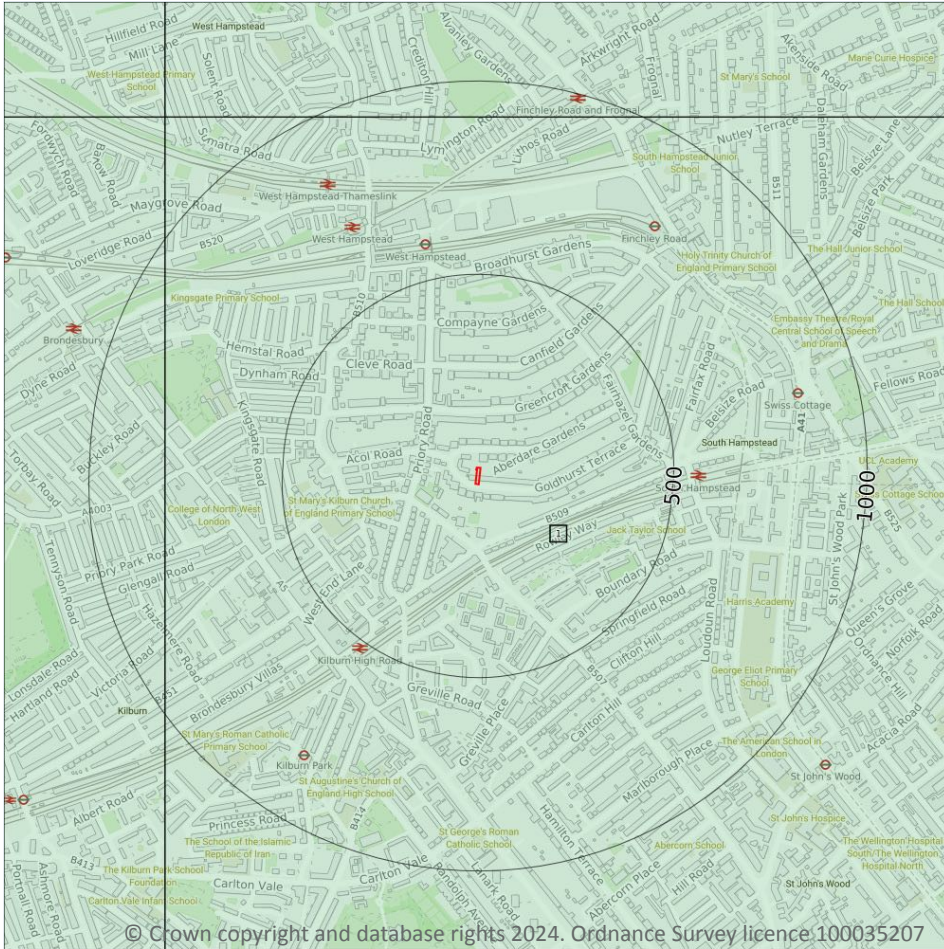 Hillfield Road
West Hampstead
Mill Lane
Solent Road
Crediton Hill
Alvanley Gardens
Arkwright Road
Frognal
Akenside Road
Marie Curie Hospice
West Hampstead Primary
School
St Mary's School
Finchley Road and Frognal
Fordwych Road
Barlow Road
Sumatra Road
Lithos Road
Nutley Terrace
Daleham Gardens
Belsize Lane
South Hampstead Junior
School
West Hampstead Thameslink
Maygrove Road
B511
Belsize Park
B520
West Hampstead
West Hampstead
Finchley Road
Loveridge Road
Broadhurst Gardens
Holy Trinity Church of
England Primary School
The Hall Junior School
Kingsgate Primary School
B510
Compayne Gardens
Canfield Gardens
The Hall School
Embassy Theatre/Royal
Central School of Speech
and Drama
Brondesbury
Hemstal Road
Dynham Road
Cleve Road
Fairfax Road
Belsize Road
Fellows Road
Dyne Road
Greencroft Gardens
Fairhazel Gardens
Swiss Cottage
A41
Kingsgate Road
Priory Road
Buckley Road
Torbay Road
Acol Road
Aberdare Gardens
Goldhurst Terrace
South Hampstead
UCL Academy
500
1000
A4003
College of North West
London
St Mary's Kilburn Church
of England Primary School
B509
1
Jack Taylor School
B525
Priory Park Road
Glengall Road
Tennyson Road
A5
West End Lane
Boundary Road
St John's Wood Park
Harris Academy
Springfield Road
Loudoun Road
Queen's Grove
Norfolk Road
Ordnance Hill
Hazelmere Road
Clifton Hill
Kilburn High Road
Lonsdale Road
Hartland Road
Victoria Road
B451
Brondesbury Villas
B507
George Eliot Primary
School
Kilburn
Greville Road
Greville Place
Carlton Hill
Acacia Road
St Mary's Roman Catholic
Primary School
Kilburn Park
Marlborough Place
The American School in
London
St John's Wood
St Augustine's Church of
England High School
Albert Road
Princess Road
B414
Hamilton Terrace
St John's Hospice
The School of the Islamic
Republic of Iran
St George's Roman
Catholic School
Abercorn School
The Wellington Hospital
South/The Wellington
Hospital North
B413
Portnall Road
Ashmore Road
The Kilburn Park School
Foundation
Carlton Vale
Carlton Vale
Randolph Ave
Lanark Road
Abercorn Place
Hill Road
St John's Wood
Carlton Vale Infant School
© Crown copyright and database rights 2024. Ordnance Survey licence 100035207